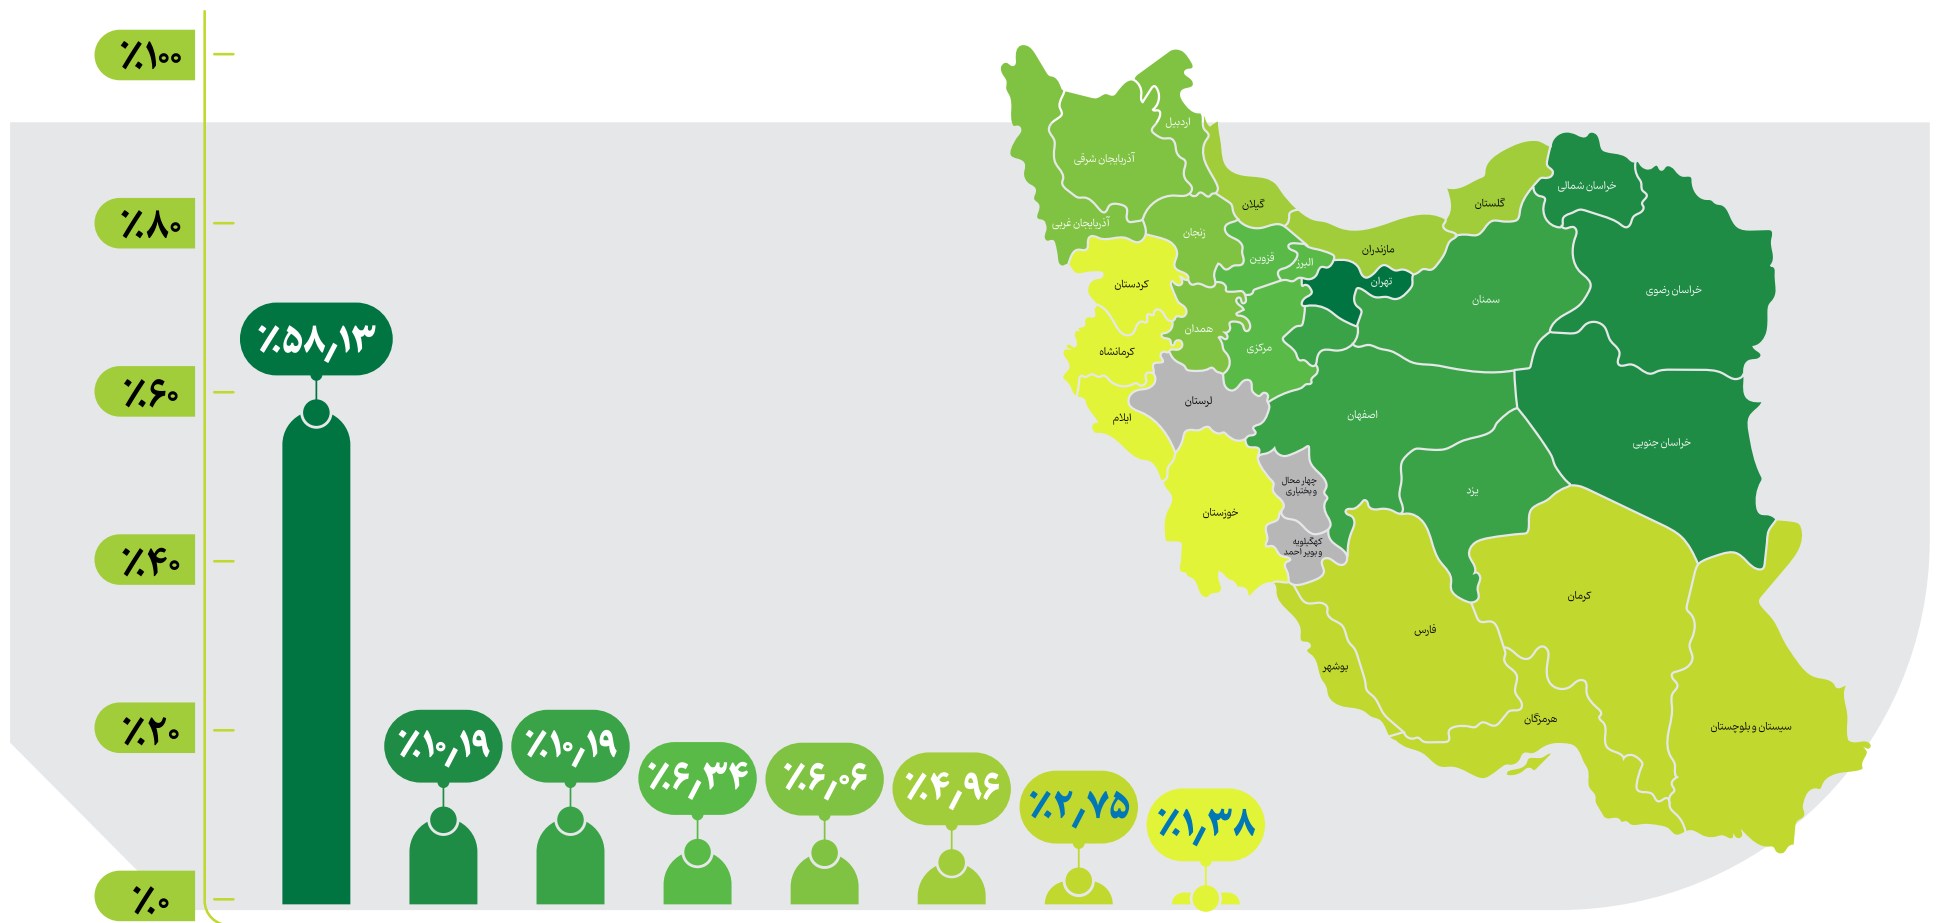 ٪۱۰۰
٪۸۰
٪۶۰
٪۴۰
٪۲۰
٪۰
٪۵۸٫۱۳
٪۱۰٫۱۹
٪۱۰٫۱۹
٪۶٫۳۴
٪۶٫۰۶
٪۴٫۹۶
٪۲٫۷۵
٪۱٫۳۸
اردبیل
آذربایجان شرقی
آذربایجان غربی
گیلان
زنجان
کردستان
قزوین
البرز
مازندران
تهران
گلستان
خراسان شمالی
خراسان رضوی
سمنان
همدان
مرکزی
کرمانشاه
لرستان
ایلام
اصفهان
خراسان جنوبی
یزد
خوزستان
چهار محال
و بختیاری
کهگیلویه
و بویر احمد
کرمان
فارس
بوشهر
هرمزگان
سیستان و بلوچستان